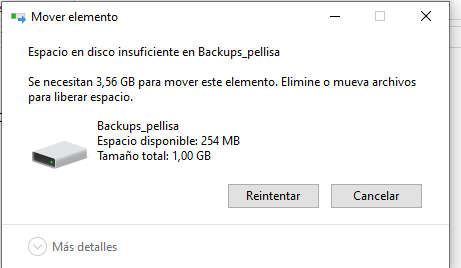 Mover elemento
Espacio en disco insuficiente en Backups_pellisa
Se necesitan 3,56 GB para mover este elemento. Elimine o mueva archivos
para liberar espacio.
Backups_pellisa
Espacio disponible: 254 MB
Tamaño total: 1,00 GB
Reintentar
Cancelar
Más detalles